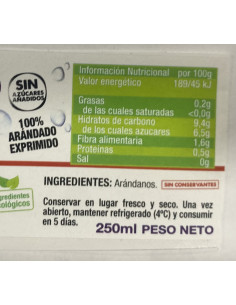 SIN
AZÚCARES
AÑADIDOS
100%
ARÁNDANO
EXPRIMIDO
Información Nutricional por 100g
Valor energético 189/45 kJ
Grasas 0,2g
de las cuales saturadas <0,0g
Hidratos de carbono 9,4g
de los cuales azúcares 6,5g
Fibra alimentaria 1,6g
Proteínas 0,5g
Sal 0g
gredientes
ológicos
INGREDIENTES: Arándanos. SIN CONSERVANTES
Conservar en lugar fresco y seco. Una vez
abierto, mantener refrigerado (4ºC) y consumir
en 5 días.
250ml PESO NETO